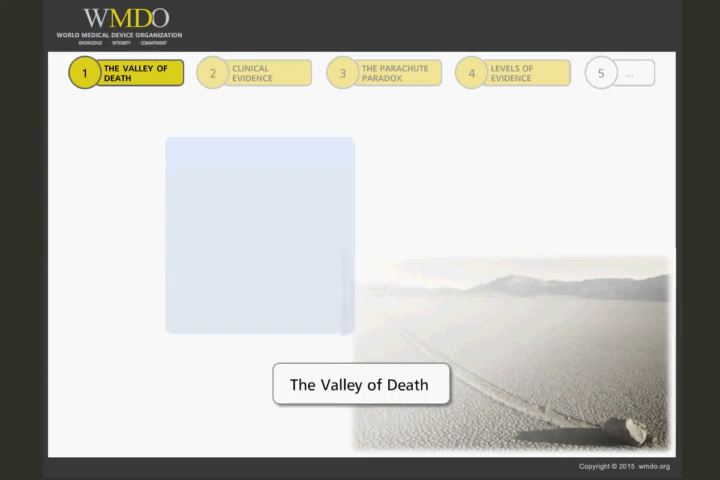 WMDO
WORLD MEDICAL DEVICE ORGANIZATION
KNOWLEDGE · INTEGRITY · COMMITMENT
1 THE VALLEY OF
DEATH
2 CLINICAL
EVIDENCE
3 THE PARACHUTE
PARADOX
4 LEVELS OF
EVIDENCE
5 ...
The Valley of Death
Copyright © 2015 wmdo.org